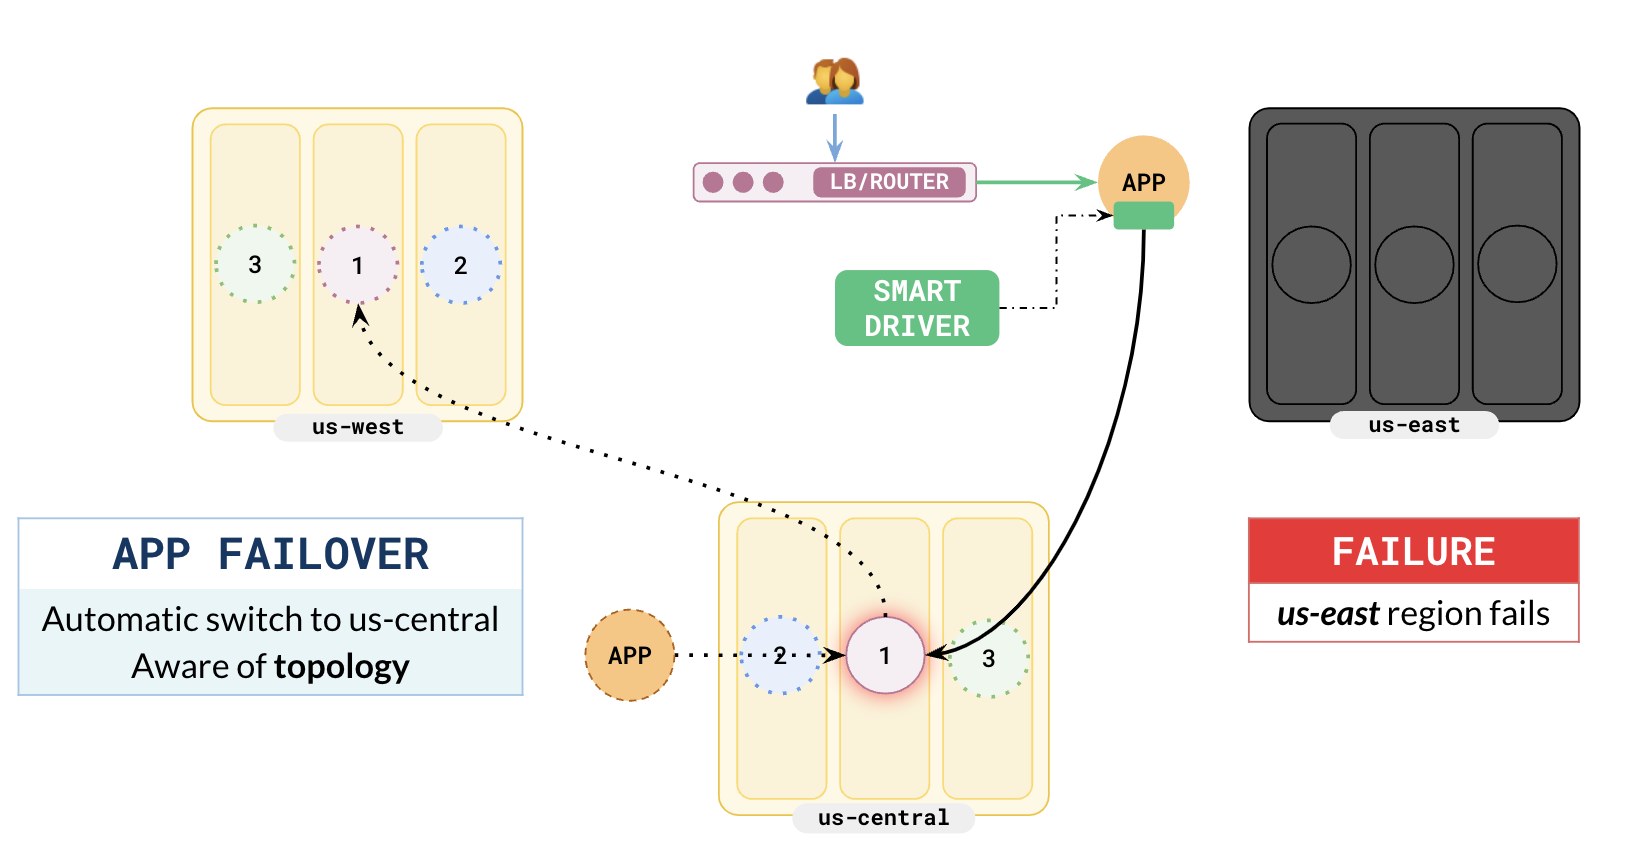 LB/ROUTER
APP
SMART
DRIVER
3
1
2
us-west
us-east
APP FAILOVER
Automatic switch to us-central
Aware of topology
FAILURE
us-east region fails
APP
2
1
3
us-central